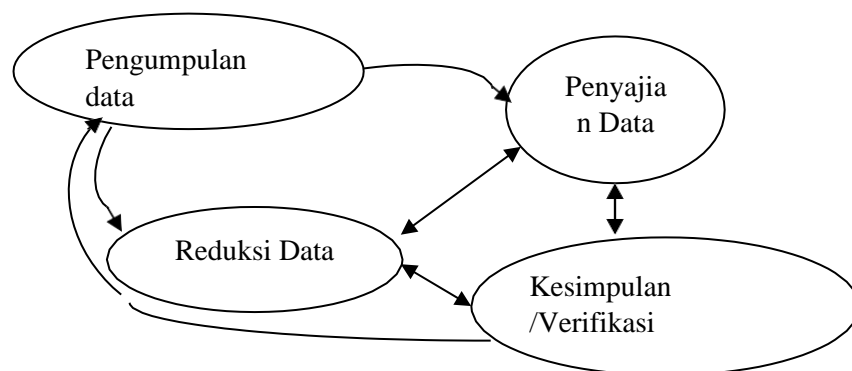 Pengumpulan
data
Penyajia
n Data
Reduksi Data
Kesimpulan
/Verifikasi